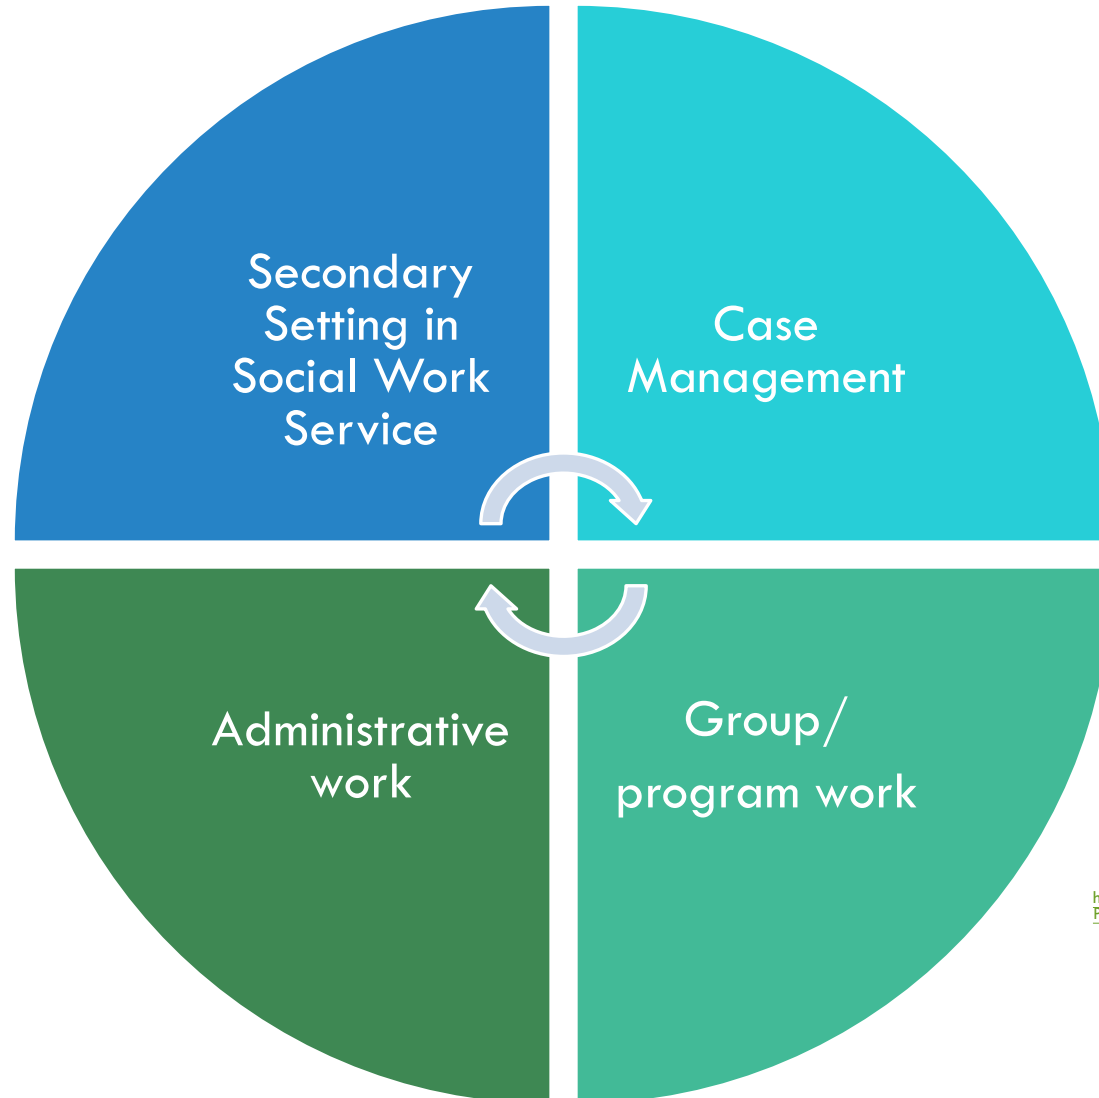 Secondary
Setting in
Social Work
Service
Case
Management
Administrative
work
Group/
program work